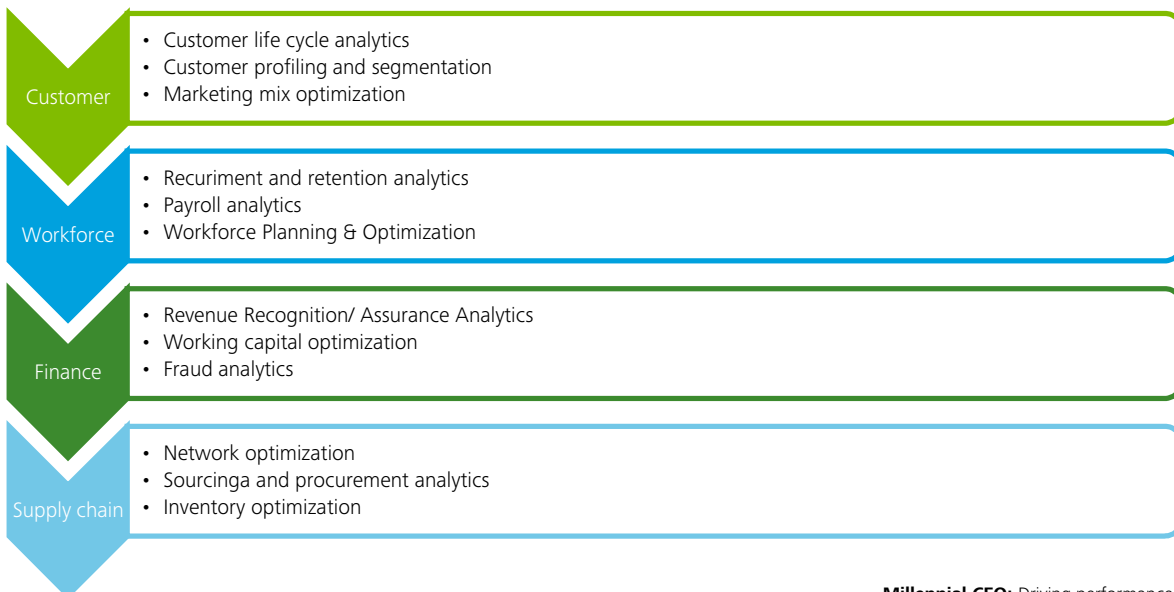 Customer
• Customer life cycle analytics
• Customer profiling and segmentation
• Marketing mix optimization
Workforce
• Recuriment and retention analytics
• Payroll analytics
• Workforce Planning & Optimization
Finance
• Revenue Recognition/ Assurance Analytics
• Working capital optimization
• Fraud analytics
Supply chain
• Network optimization
• Sourcinga and procurement analytics
• Inventory optimization
Millennial CFO: Driving performance